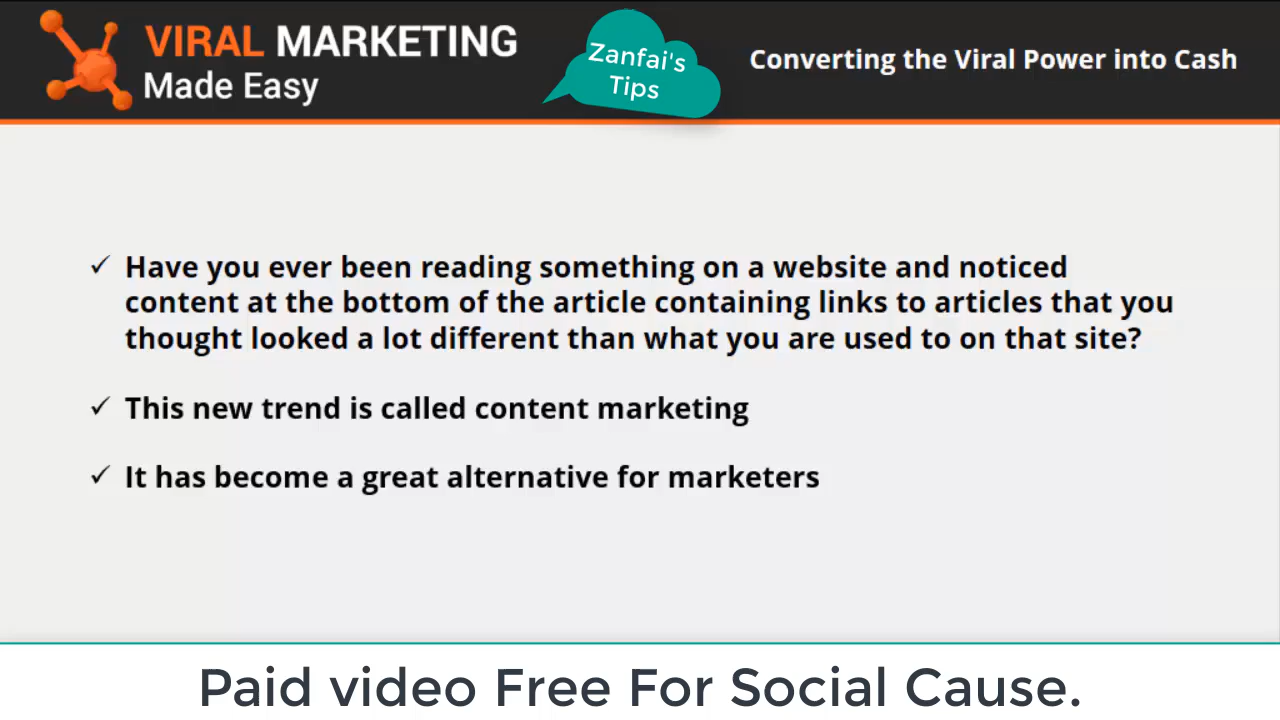 VIRAL MARKETING
Made Easy
Zanfai's
Tips
Converting the Viral Power into Cash
✓ Have you ever been reading something on a website and noticed
content at the bottom of the article containing links to articles that you
thought looked a lot different than what you are used to on that site?
✓ This new trend is called content marketing
✓ It has become a great alternative for marketers
Paid video Free For Social Cause.